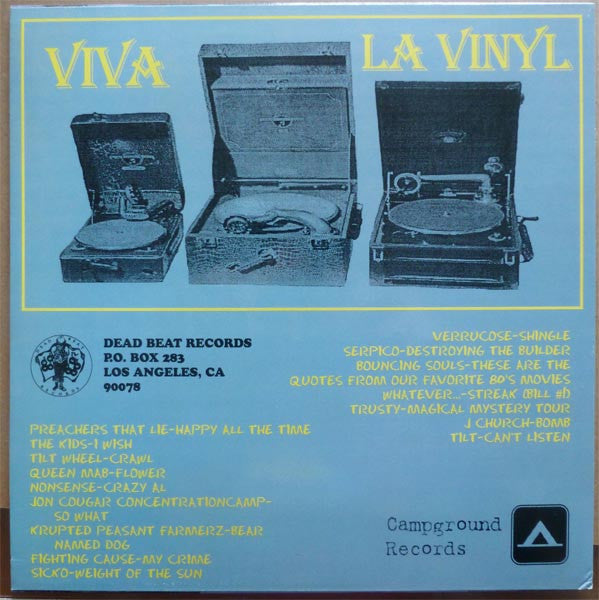 VIVA LA VINYL
DEAD BEAT RECORDS
P.O. BOX 283
LOS ANGELES, CA
90078
VERRUCOSE-SHINGLE
SERPICO-DESTROYING THE BUILDER
BOUNCING SOULS-THESE ARE THE
QUOTES FROM OUR FAVORITE 80'S MOVIES
WHATEVER...-STREAK (BILL #1)
TRUSTY-MAGICAL MYSTERY TOUR
J CHURCH-BOMB
TILT-CAN'T LISTEN
PREACHERS THAT LIE-HAPPY ALL THE TIME
THE KIDS-I WISH
TILT WHEEL-CRAWL
QUEEN MAB-FLOWER
NONSENSE-CRAZY AL
JON COUGAR CONCENTRATIONCAMP-
SO WHAT
KRUPTED PEASANT FARMERZ-BEAR
NAMED DOG
FIGHTING CAUSE-MY CRIME
SICKO-WEIGHT OF THE SUN
Campground
Records